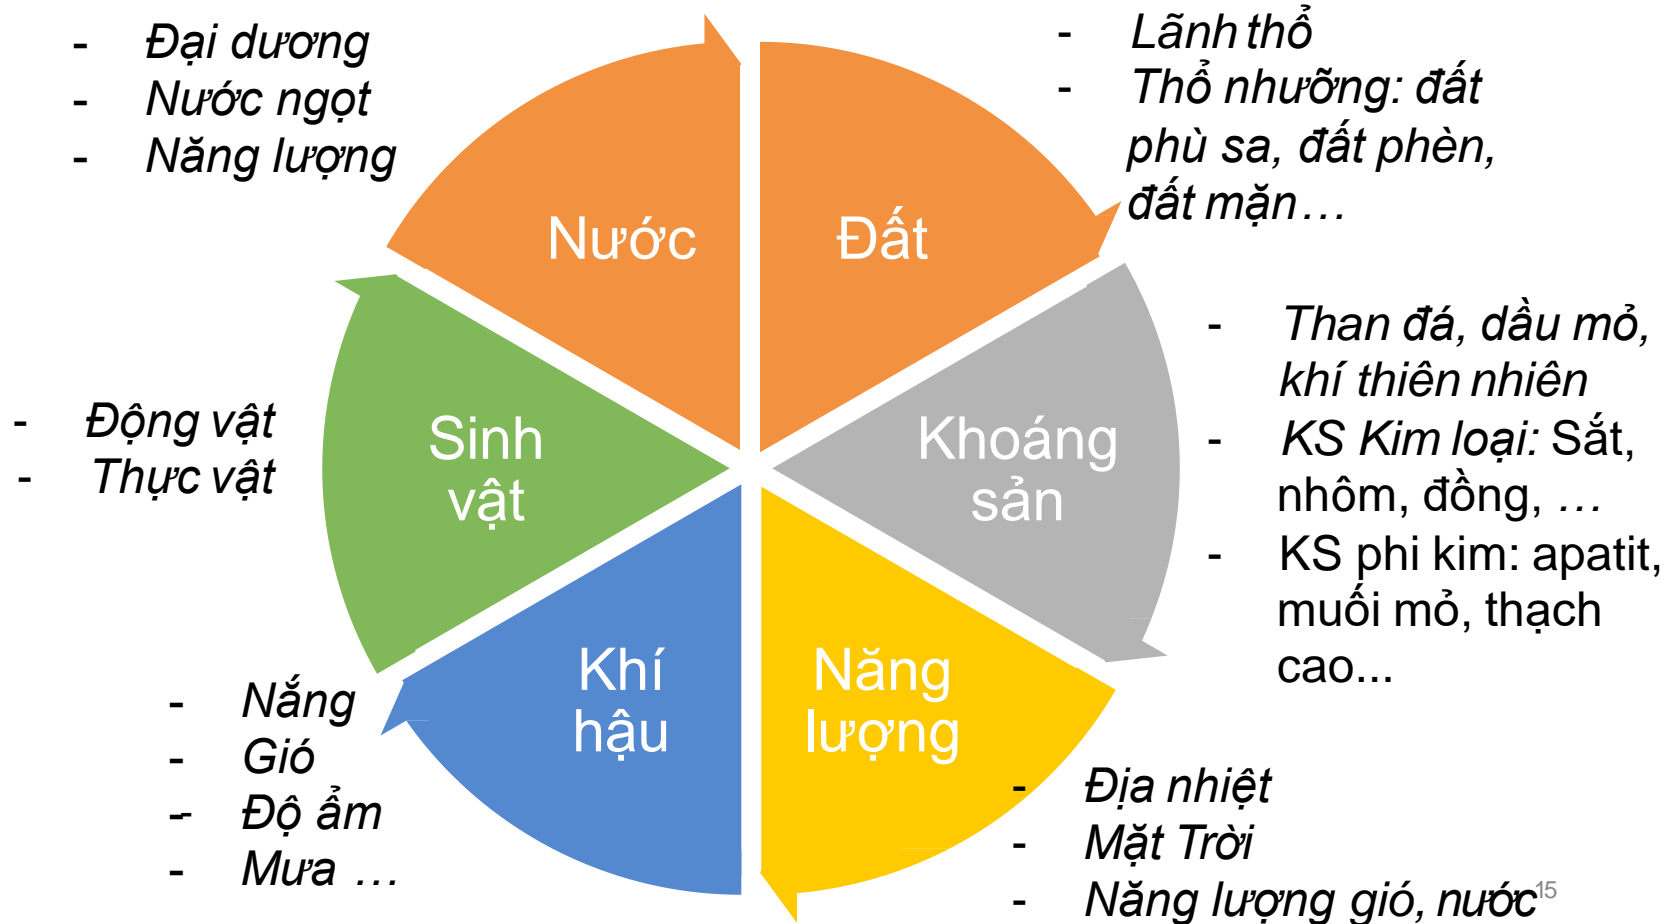 - Đại dương
- Nước ngọt
- Năng lượng
- Lãnh thổ
- Thổ nhưỡng: đất
phù sa, đất phèn,
đất mặn…
Nước
Đất
- Than đá, dầu mỏ,
khí thiên nhiên
- KS Kim loại: Sắt,
nhôm, đồng, …
- KS phi kim: apatit,
muối mỏ, thạch
cao...
- Động vật
- Thực vật
Sinh
vật
Khoáng
sản
Khí
hậu
Năng
lượng
- Nắng
- Gió
- Độ ẩm
- Mưa …
- Địa nhiệt
- Mặt Trời
- Năng lượng gió, nước
15